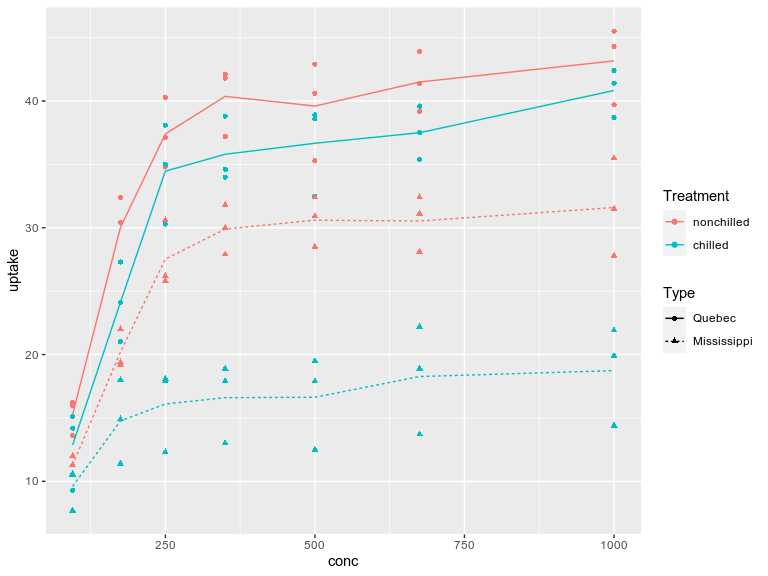 uptake
40
30
20
10
250
500
750
1000
conc
Treatment
nonchilled
chilled
Type
Quebec
Mississippi